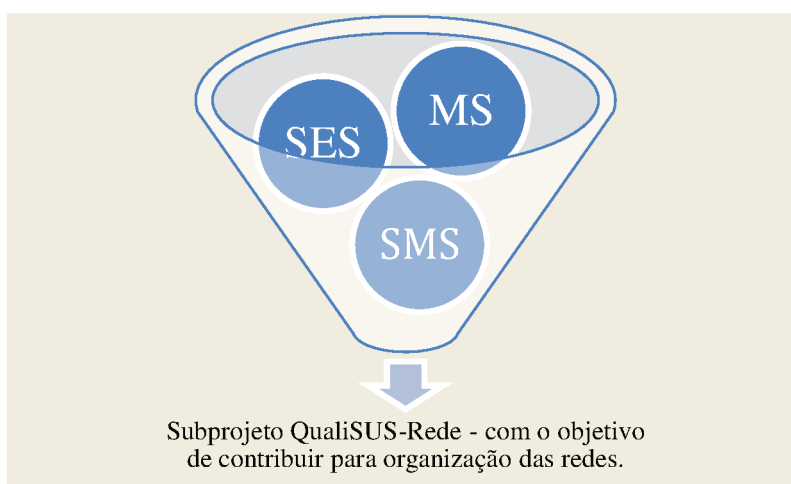 MS
SES
SMS
Subprojeto QualiSUS-Rede - com o objetivo
de contribuir para organização das redes.